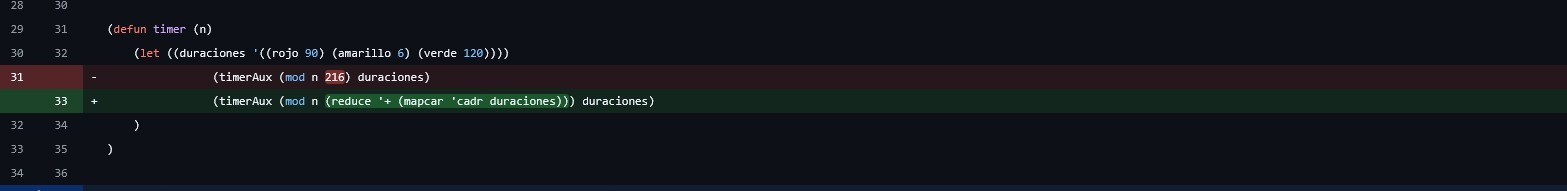 28 30
29 31 (defun timer (n)
30 32 (let ((duraciones '((rojo 90) (amarillo 6) (verde 120))))
31 - (timerAux (mod n 216) duraciones)
33 + (timerAux (mod n (reduce '+ (mapcar 'cadr duraciones))) duraciones)
32 34 )
33 35 )
34 36